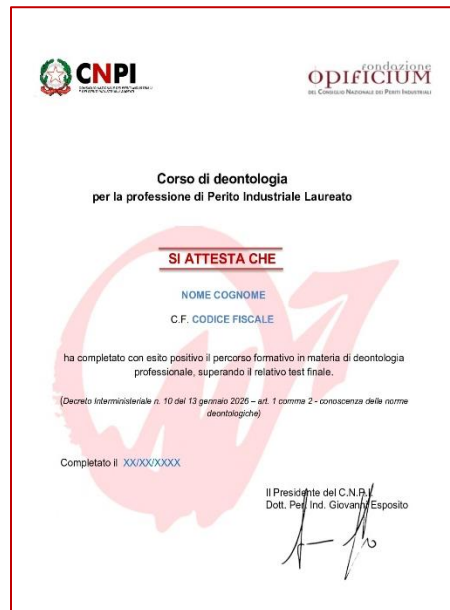 CNPI
fondazione
OPIFICIUM
DEL CONSIGLIO NAZIONALE DEI PERITI INDUSTRIALI
Corso di deontologia
per la professione di Perito Industriale Laureato
SI ATTESTA CHE
NOME COGNOME
C.F. CODICE FISCALE
ha completato con esito positivo il percorso formativo in materia di deontologia
professionale, superando il relativo test finale.
(Decreto Interministeriale n. 10 del 13 gennaio 2026 – art. 1 comma 2 - conoscenza delle norme
deontologiche)
Completato il XX/XX/XXXX
Il Presidente del C.N.P.I.
Dott. Per. Ind. Giovanni Esposito